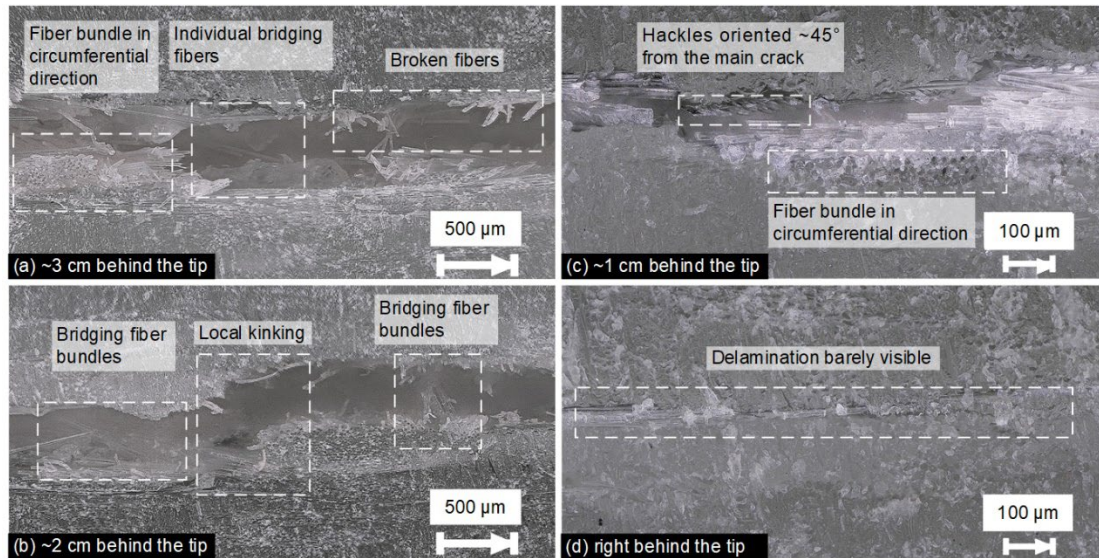 Fiber bundle in
circumferential
direction
Individual bridging
fibers
Broken fibers
500 µm
(a) ~3 cm behind the tip
Hackles oriented ~45°
from the main crack
Fiber bundle in
circumferential direction
100 µm
(c) ~1 cm behind the tip
Bridging fiber
bundles
Local kinking
Bridging fiber
bundles
500 µm
(b) ~2 cm behind the tip
Delamination barely visible
100 µm
(d) right behind the tip